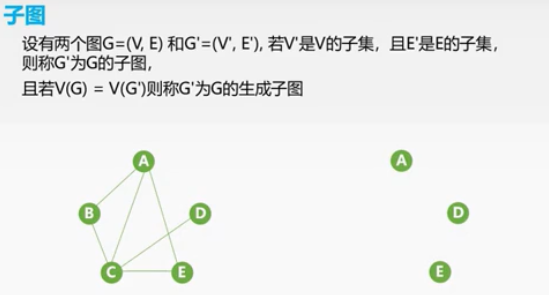 子图
设有两个图G=(V, E) 和G'=(V', E'), 若V'是V的子集，且E'是E的子集，
则称G'为G的子图，
且若V(G) = V(G')则称G'为G的生成子图
A
A
B
D
D
C
E
E